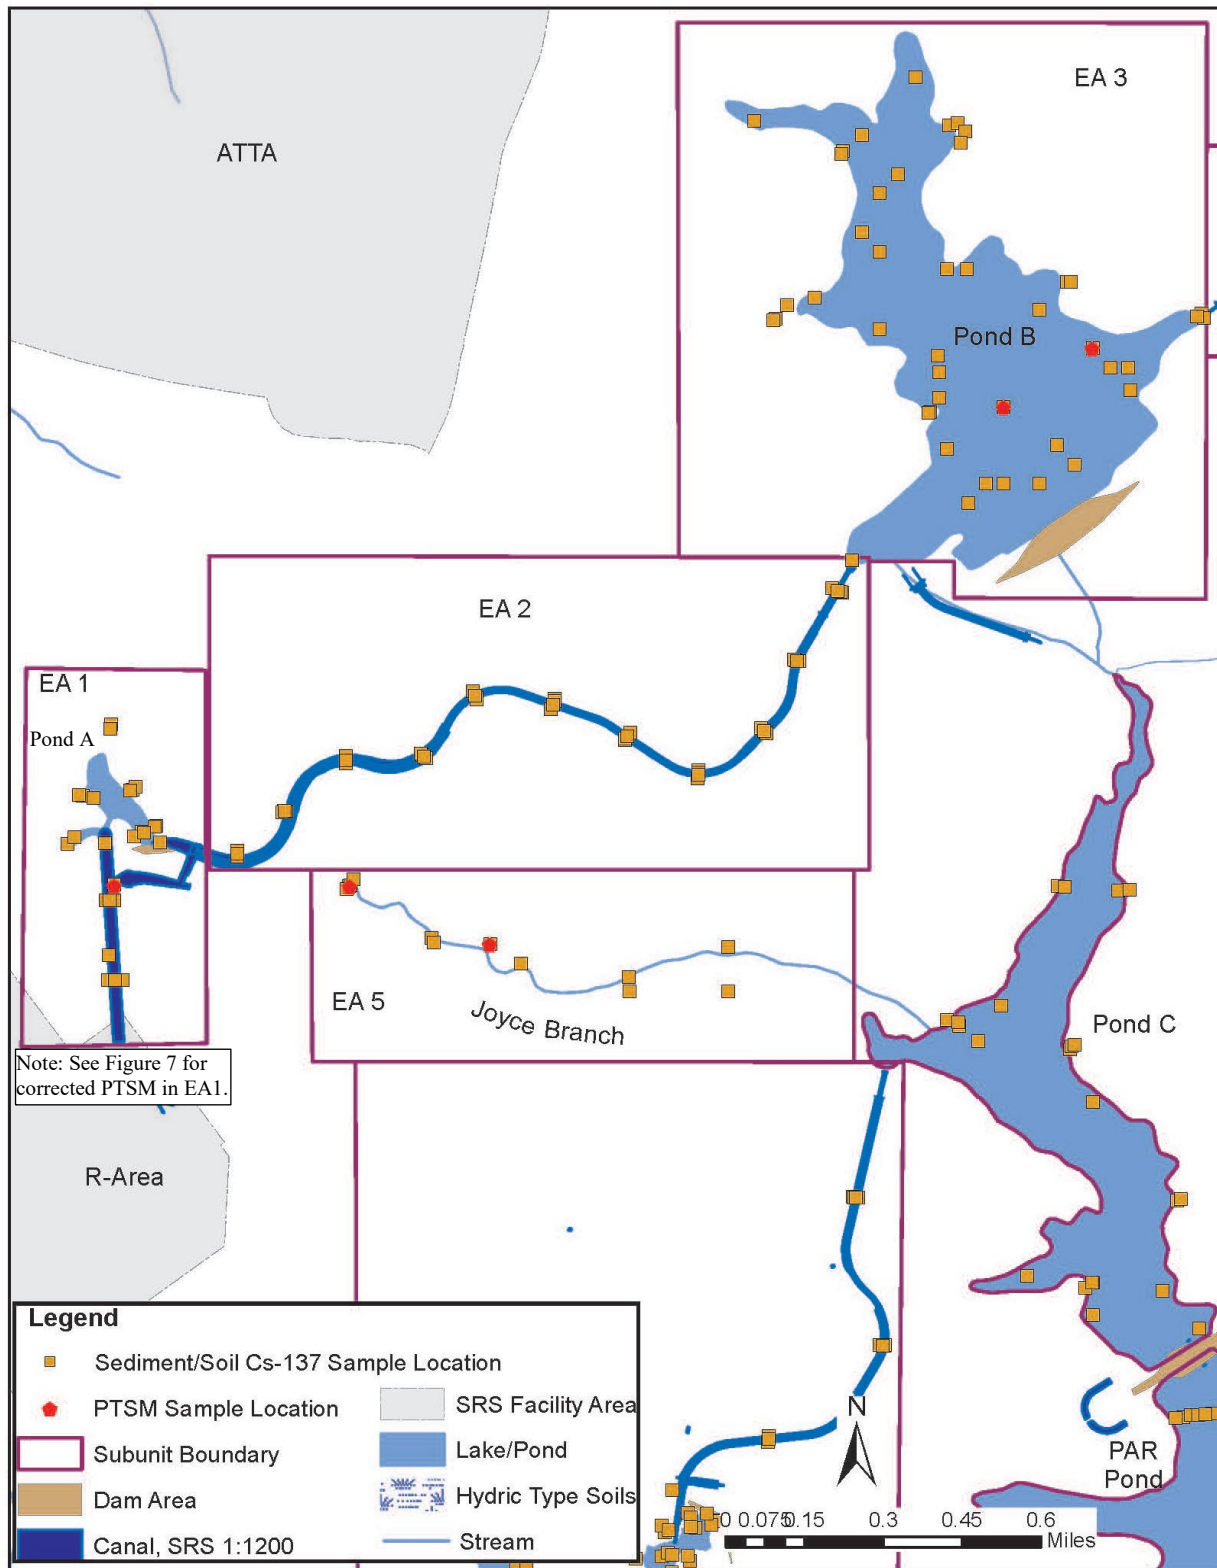 EA 3
ATTA
Pond B
EA 2
EA 1
Pond A
EA 5
Joyce Branch
Pond C
Note: See Figure 7 for
corrected PTSM in EA1.
R-Area
Legend
Sediment/Soil Cs-137 Sample Location
PTSM Sample Location
Subunit Boundary
Dam Area
Canal, SRS 1:1200
SRS Facility Area
Lake/Pond
Hydric Type Soils
Stream
N
PAR
Pond
0 0.075 0.15 0.3 0.45 0.6
Miles